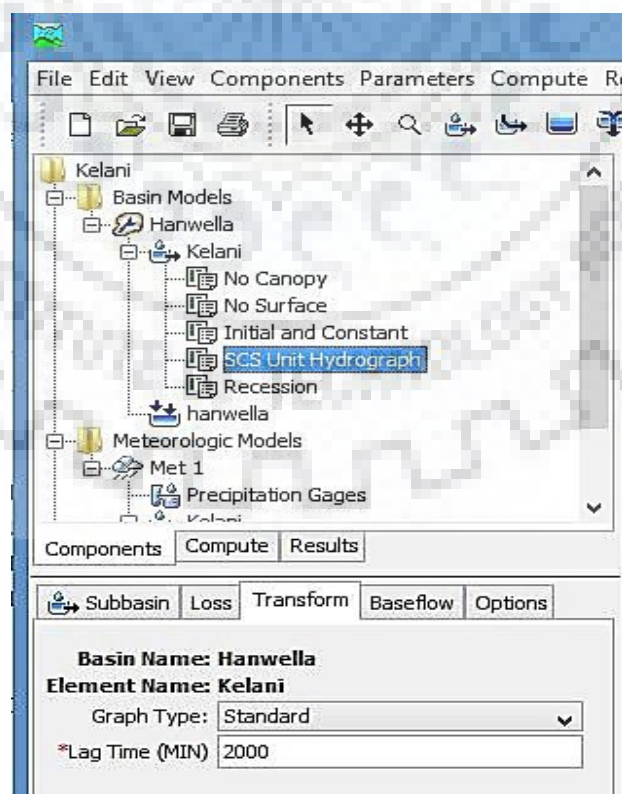 File Edit View Components Parameters Compute
Kelani
Basin Models
Hanwella
Kelani
No Canopy
No Surface
Initial and Constant
SCS Unit Hydrograph
Recession
hanwella
Meteorologic Models
Met 1
Precipitation Gages
Kelani
Components Compute Results
Subbasin Loss Transform Baseflow Options
Basin Name: Hanwella
Element Name: Kelani
Graph Type: Standard
*Lag Time (MIN) 2000